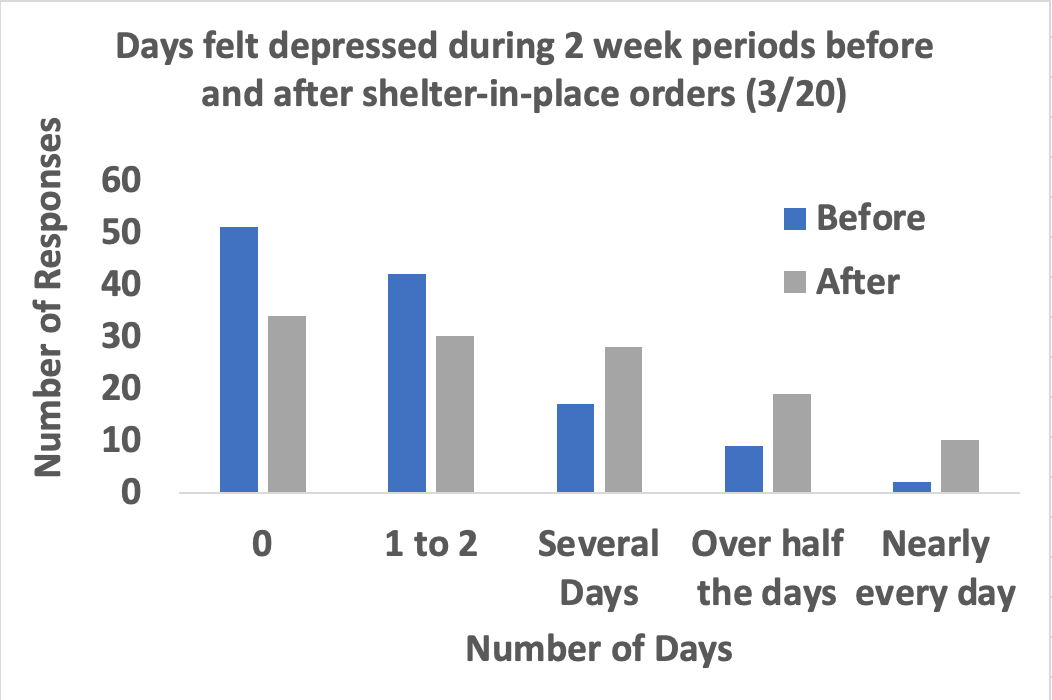 Days felt depressed during 2 week periods before
and after shelter-in-place orders (3/20)
Number of Responses
60
50
40
30
20
10
0
Before
After
0
1 to 2
Several
Days
Over half
the days
Nearly
every day
Number of Days